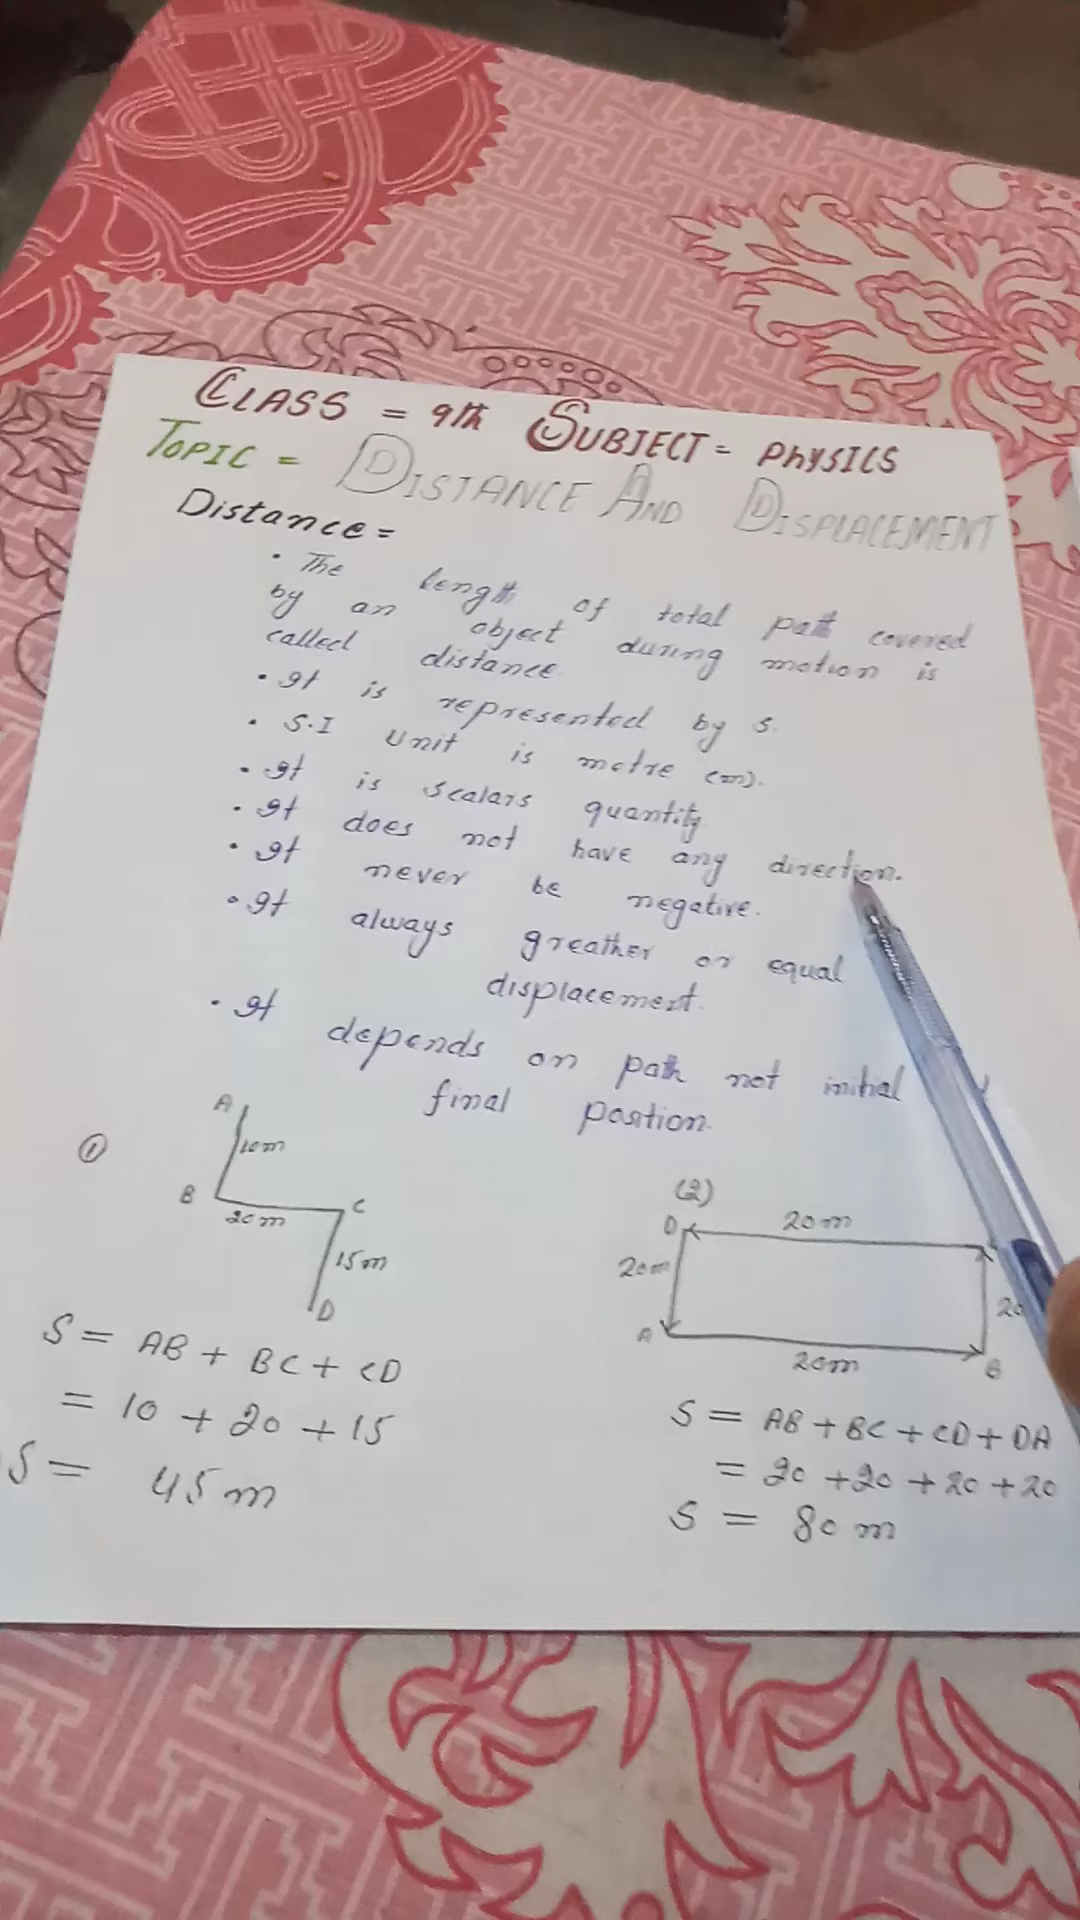 CLASS = 9th SUBJECT = PHYSICS
TOPIC = DISTANCE AND DISPLACEMENT
Distance =
• The length of total path covered
by an object during motion is
called distance.
• It is represented by s.
• S.I unit is metre (m).
• It is scalars quantity
• It does not have any direction.
• It never be negative.
• It always greather or equal
displacement.
• It depends on path not initial
final position.
①
A
10m
B
20m
C
15m
D
S = AB + BC + CD
= 10 + 20 + 15
S = 45 m
(2)
D
20m
20m
20
A
20m
B
S = AB + BC + CD + DA
= 20 + 20 + 20 + 20
S = 80 m